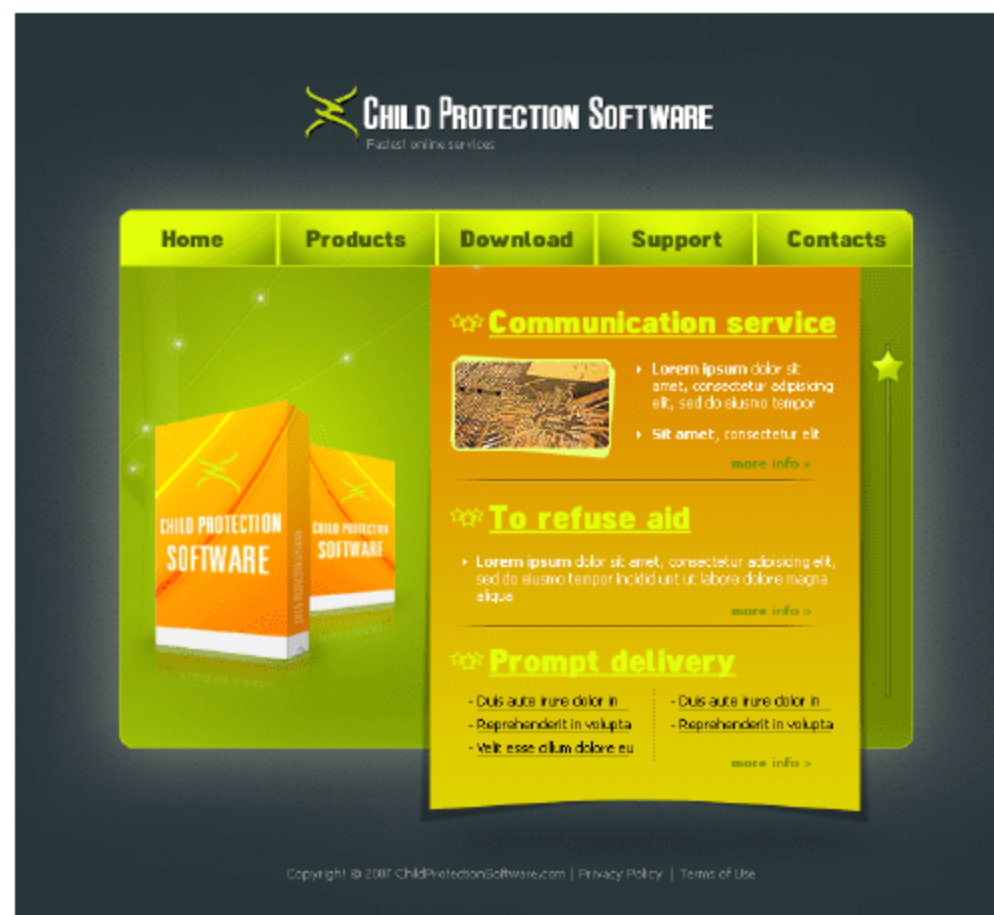 CHILD PROTECTION SOFTWARE
Fastest online services
Home Products Download Support Contacts
Communication service
Lorem ipsum dolor sit
amet, consectetur adipisicing
elit, sed do eiusmo tempor
Sit amet, consectetur elit
more info »
CHILD PROTECTION
SOFTWARE
CHILD PROTECTION
SOFTWARE
To refuse aid
Lorem ipsum dolor sit amet, consectetur adipisicing elit,
sed do eiusmo tempor incidid unt ut labore dolore magna
aliqua
more info >
Prompt delivery
- Duis aute irure dolor in
- Reprehenderit in volupta
- Velit esse cillum dolore eu
- Duis aute irure dolor in
- Reprehenderit in volupta
more info >
Copyright © 2007 ChildProtectionSoftware.com | Privacy Policy | Terms of Use